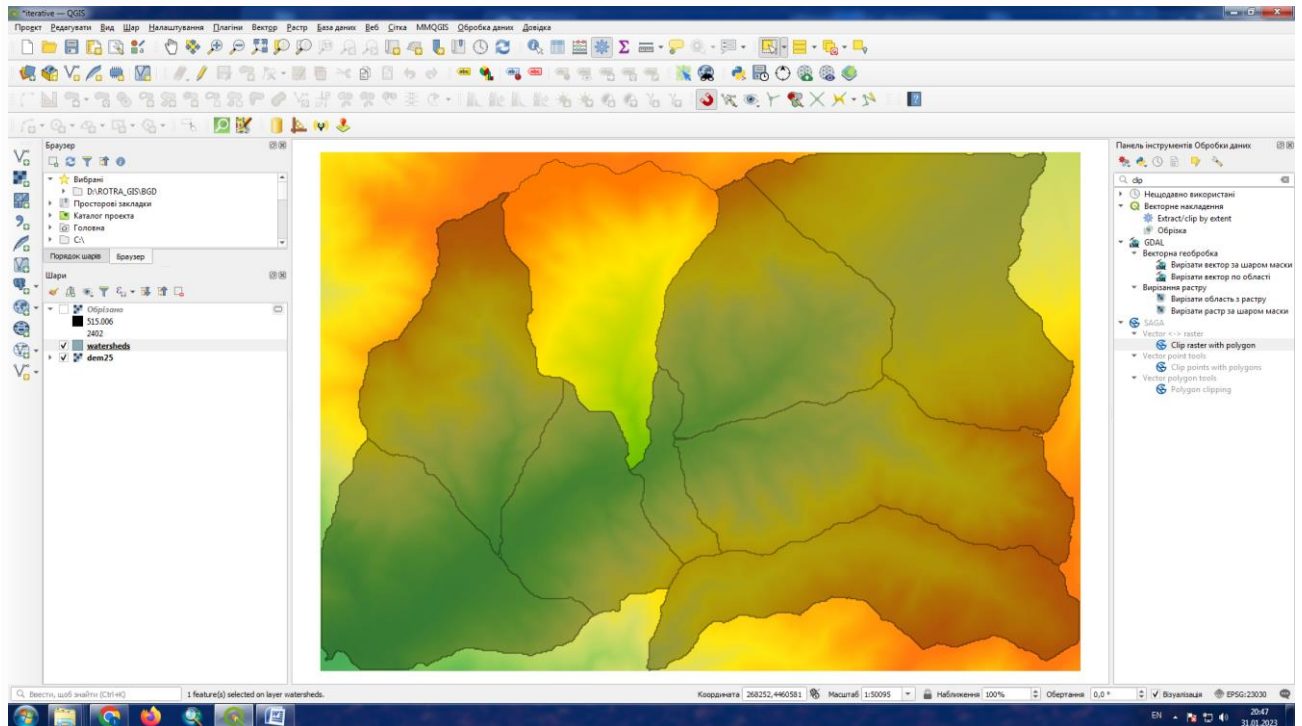 *iterative — QGIS
Проєкт Редагувати Вид Шар Налаштування Плагіни Вектор Растр База даних Веб Сітка MMQGIS Обробка даних Довідка
Браузер
Вибрані
D:\ROTRA_GIS\BGD
Просторові закладки
Каталог проекта
Головна
C:\
Порядок шарів Браузер
Шари
Обрізано
515.006
2402
watersheds
dem25
Панель інструментів Обробки даних
clip
Нещодавно використані
Векторне накладення
Extract/clip by extent
Обрізка
GDAL
Векторна геобробка
Вирізати вектор за шаром маски
Вирізати вектор по області
Вирізання растру
Вирізати область з растру
Вирізати растр за шаром маски
SAGA
Vector <-> raster
Clip raster with polygon
Vector point tools
Clip points with polygons
Vector polygon tools
Polygon clipping
Ввести, щоб знайти (Ctrl+K) 1 feature(s) selected on layer watersheds. Координата 268252,4460581 Масштаб 1:50095 Наближення 100% Обертання 0,0 ° Візуалізація EPSG:23030
EN 20:47
31.01.2023